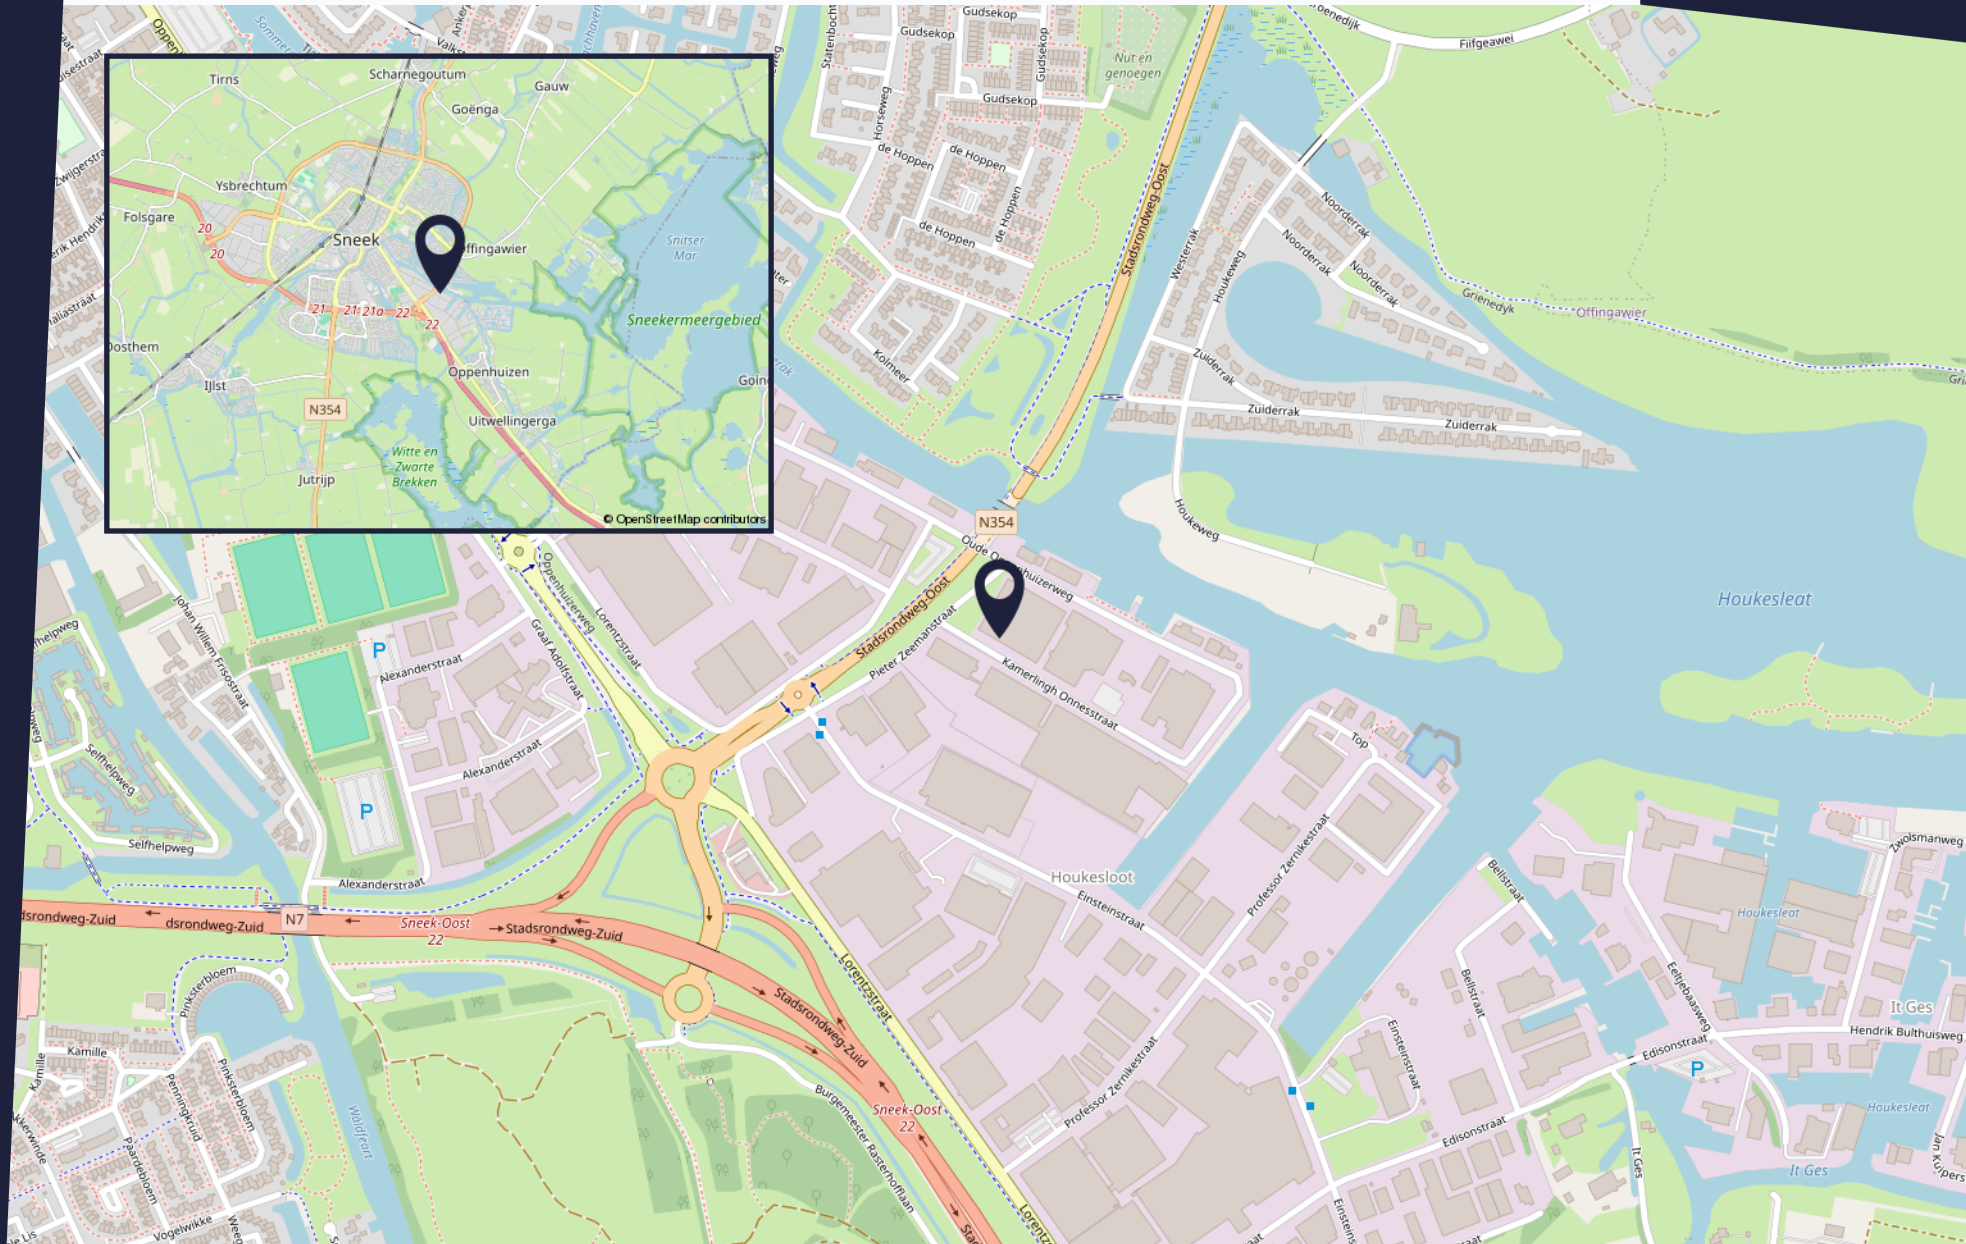 Tirns
Scharnegoutum
Gauw
Goënga
Ysbrechtum
Folsgare
20
20
Sneek
Offingawier
Snitser
Mar
21
21
21a
22
22
Sneekermeergebied
Oosthem
Oppenhuizen
IJlst
N354
Uitwellingerga
Witte en
Zwarte
Brekken
Jutrijp
© OpenStreetMap contributors
Statenbocht
Gudsekop
Gudsekop
Gudsekop
Gudsekop
Horseweg
Nut en
genoegen
de Hoppen
de Hoppen
de Hoppen
de Hoppen
Kolmeer
Stadsrondweg-Oost
Fiifgeawei
Westerrak
Houkeweg
Noorderrak
Noorderrak
Noorderrak
Grienedyk
Offingawier
Zuiderrak
Zuiderrak
Zuiderrak
N354
Houkeweg
Houkesleat
Stadsrondweg-Oost
Pieter Zeemanstraat
Kamerlingh Onnesstraat
Oppenhuizerweg
Lorentzstraat
Graaf Adolfstraat
Johan Willem Frisostraat
P
Alexanderstraat
Alexanderstraat
P
Selfhelpweg
Selfhelpweg
Alexanderstraat
Top
Professor Zernikestraat
Houkesloot
Einsteinstraat
Zwolsmanweg
Bellstraat
Houkesleat
N7
dsrondweg-Zuid
dsrondweg-Zuid
Sneek-Oost
22
Stadsrondweg-Zuid
Lorentzstraat
Bellstraat
Eeltjebaasweg
It Ges
Stadsrondweg-Zuid
Pinksterbloem
Kamille
Kamille
Penningkruid
Pinksterbloem
Paardebloem
Wâldfeart
Vogelwikke
Burgemeester Rasterhofflaan
Sneek-Oost
22
Professor Zernikestraat
Einsteinstraat
Edisonstraat
P
Hendrik Bulthuisweg
Houkesleat
Edisonstraat
It Ges
It Ges